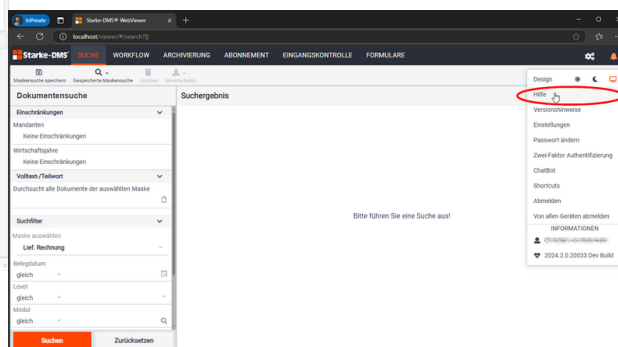 InPrivate
Starke-DMS® WebViewer
localhost/viewer/#/search?[]
Starke-DMS® SUCHE WORKFLOW ARCHIVIERUNG ABONNEMENT EINGANGSKONTROLLE FORMULARE
Maskensuche speichern Gespeicherte Maskensuche Löschen Herunterladen
Dokumentensuche
Suchergebnis
Einschränkungen
Mandanten
Keine Einschränkungen
Wirtschaftsjahre
Keine Einschränkungen
Volltext-/Teilwort
Durchsucht alle Dokumente der auswählten Maske
Suchfilter
Maske auswählen
Lief. Rechnung
Belegdatum
gleich
Level
gleich
Modul
gleich
Suchen Zurücksetzen
Bitte führen Sie eine Suche aus!
Design
Hilfe
Versionshinweise
Einstellungen
Passwort ändern
Zwei-Faktor Authentifizierung
ChatBot
Shortcuts
Abmelden
Von allen Geräten abmelden
INFORMATIONEN
2024.2.0.20033 Dev Build